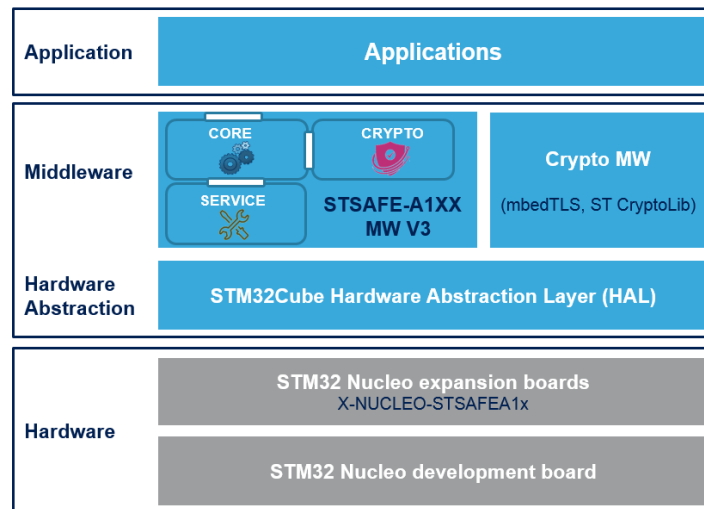 Application
Applications
Middleware
CORE
CRYPTO
SERVICE
STSAFE-A1XX
MW V3
Crypto MW
(mbedTLS, ST CryptoLib)
Hardware
Abstraction
STM32Cube Hardware Abstraction Layer (HAL)
Hardware
STM32 Nucleo expansion boards
X-NUCLEO-STSAFEA1x
STM32 Nucleo development board